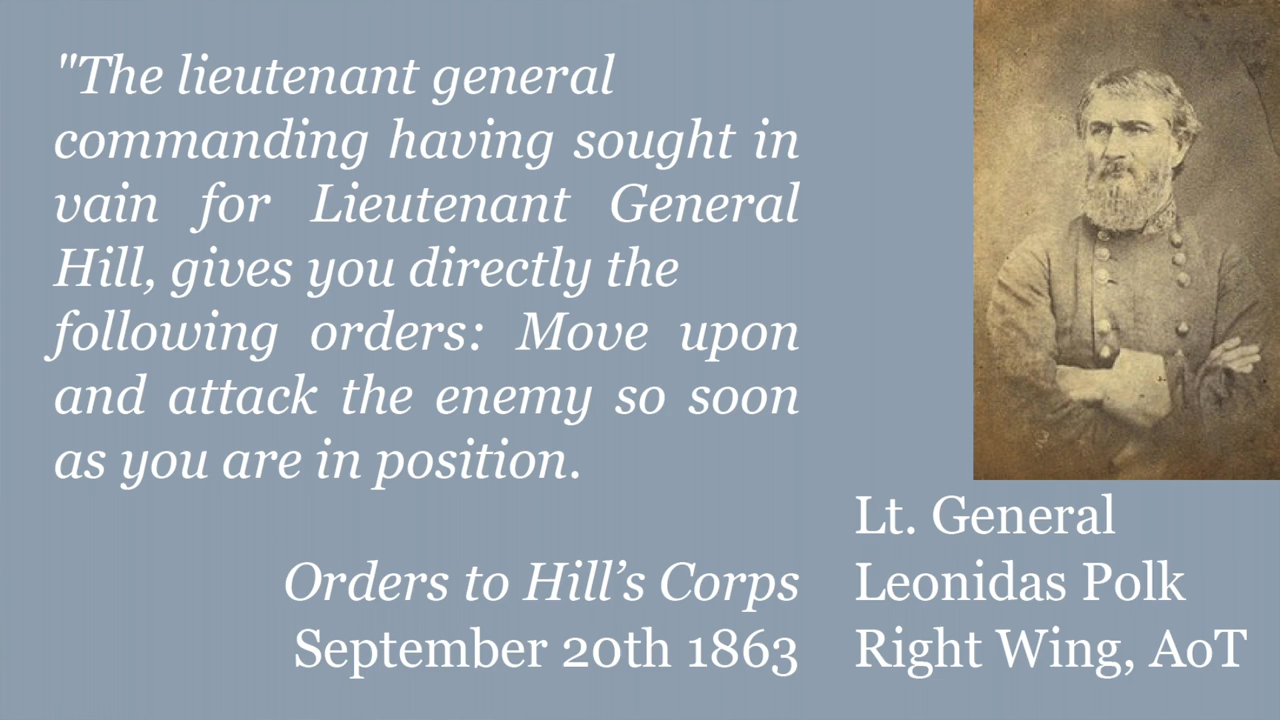 "The lieutenant general
commanding having sought in
vain for Lieutenant General
Hill, gives you directly the
following orders: Move upon
and attack the enemy so soon
as you are in position.
Orders to Hill’s Corps
September 20th 1863
Lt. General
Leonidas Polk
Right Wing, AoT